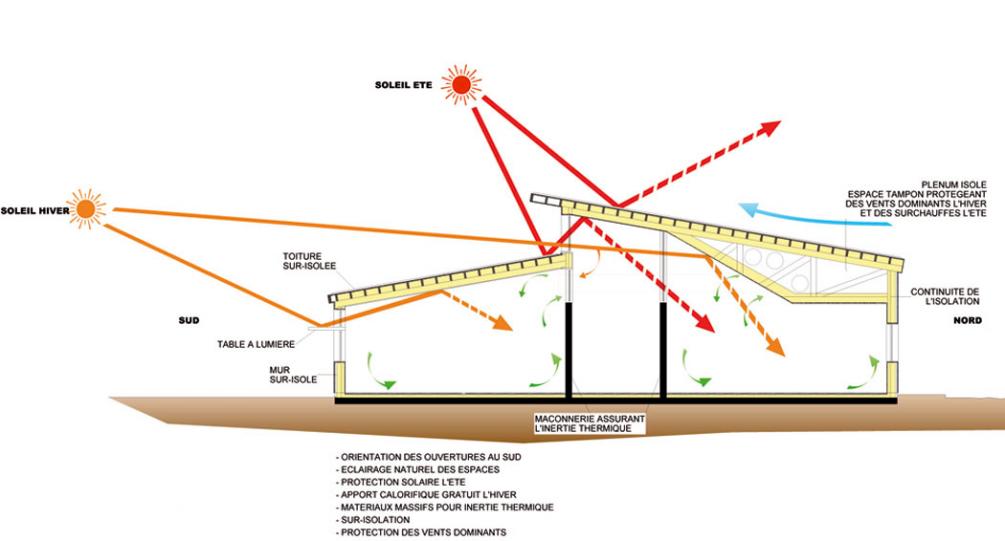 SOLEIL ETE
PLENUM ISOLE
ESPACE TAMPON PROTEGEANT
DES VENTS DOMINANTS L'HIVER
ET DES SURCHAUFFES L'ETE
SOLEIL HIVER
TOITURE
SUR-ISOLEE
CONTINUITE DE
L'ISOLATION
SUD
NORD
TABLE A LUMIERE
MUR
SUR-ISOLE
MACONNERIE ASSURANT
L'INERTIE THERMIQUE
- ORIENTATION DES OUVERTURES AU SUD
- ECLAIRAGE NATUREL DES ESPACES
- PROTECTION SOLAIRE L'ETE
- APPORT CALORIFIQUE GRATUIT L'HIVER
- MATERIAUX MASSIFS POUR INERTIE THERMIQUE
- SUR-ISOLATION
- PROTECTION DES VENTS DOMINANTS